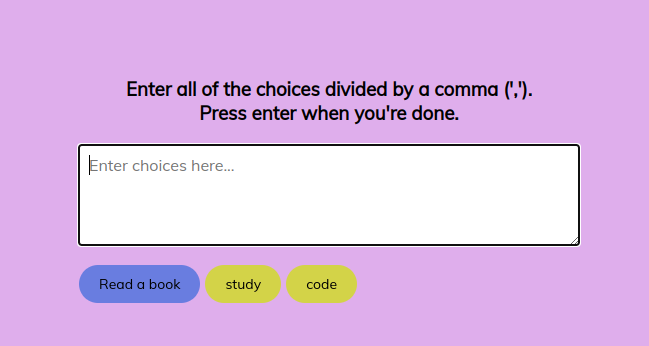 Enter all of the choices divided by a comma (',').
Press enter when you're done.
Enter choices here...
Read a book study code